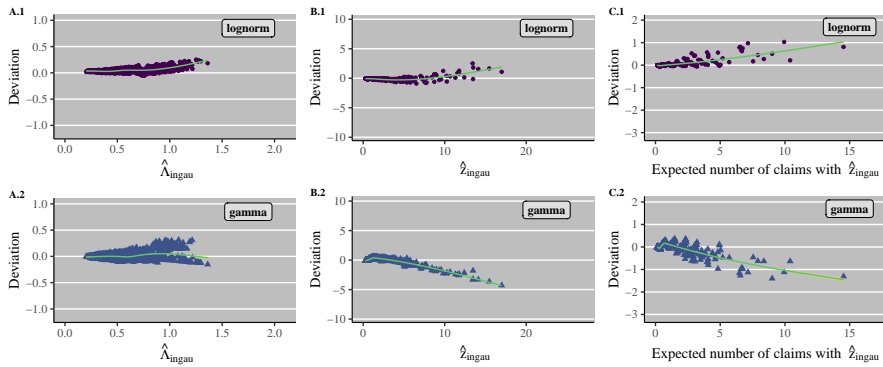 A.1
lognorm
Deviation
1.0
0.5
0.0
−0.5
−1.0
0.0 0.5 1.0 1.5 2.0
Λ̂ingau
B.1
lognorm
Deviation
10
5
0
−5
−10
0 10 20
ẑingau
C.1
lognorm
Deviation
2
1
0
−1
−2
−3
0 5 10 15
Expected number of claims with ẑingau
A.2
gamma
Deviation
1.0
0.5
0.0
−0.5
−1.0
0.0 0.5 1.0 1.5 2.0
Λ̂ingau
B.2
gamma
Deviation
10
5
0
−5
−10
0 10 20
ẑingau
C.2
gamma
Deviation
2
1
0
−1
−2
−3
0 5 10 15
Expected number of claims with ẑingau